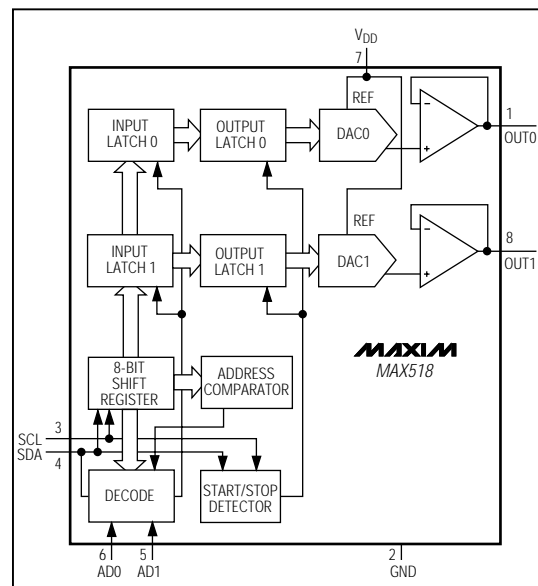 VDD
7
REF
INPUT
LATCH 0
OUTPUT
LATCH 0
DAC0
1
OUT0
REF
INPUT
LATCH 1
OUTPUT
LATCH 1
DAC1
8
OUT1
MAXIM
MAX518
8-BIT
SHIFT
REGISTER
ADDRESS
COMPARATOR
SCL 3
SDA 4
DECODE
START/STOP
DETECTOR
6
AD0
5
AD1
2
GND